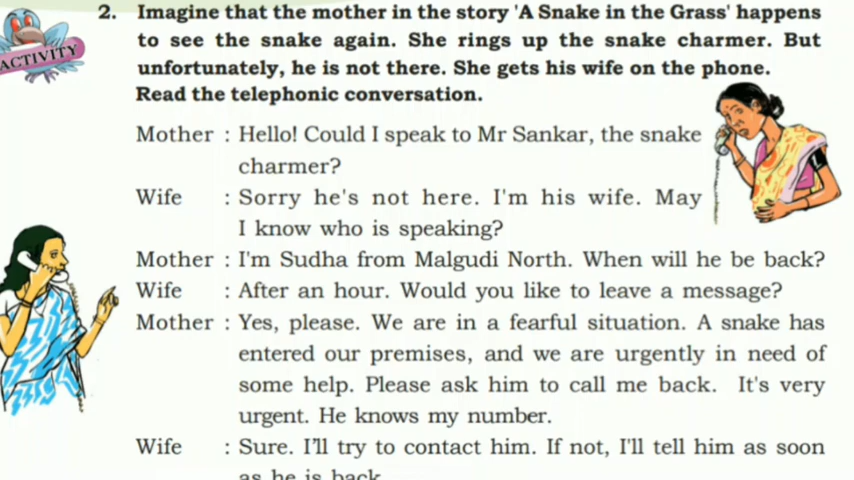 2. Imagine that the mother in the story 'A Snake in the Grass' happens
to see the snake again. She rings up the snake charmer. But
unfortunately, he is not there. She gets his wife on the phone.
Read the telephonic conversation.
ACTIVITY
Mother : Hello! Could I speak to Mr Sankar, the snake
charmer?
Wife : Sorry he's not here. I'm his wife. May
I know who is speaking?
Mother : I'm Sudha from Malgudi North. When will he be back?
Wife : After an hour. Would you like to leave a message?
Mother : Yes, please. We are in a fearful situation. A snake has
entered our premises, and we are urgently in need of
some help. Please ask him to call me back. It's very
urgent. He knows my number.
Wife : Sure. I'll try to contact him. If not, I'll tell him as soon
as he is back